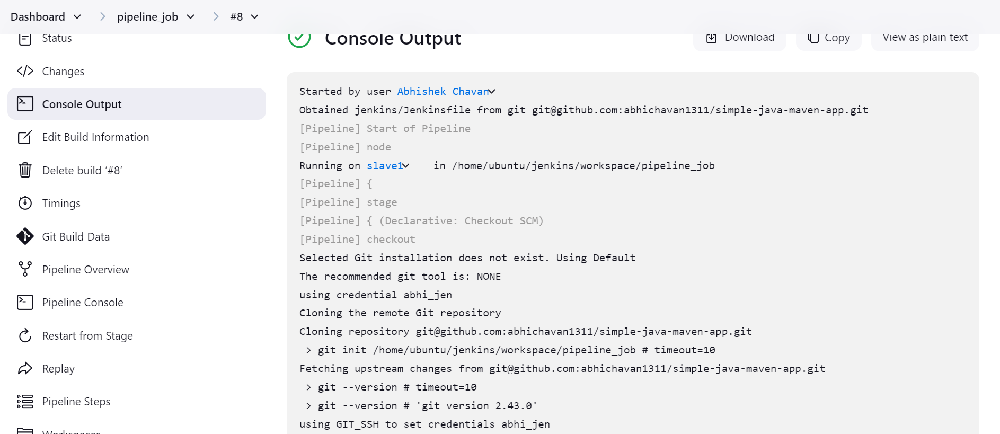 Dashboard
pipeline_job
#8
Status
Changes
Console Output
Edit Build Information
Delete build ‘#8’
Timings
Git Build Data
Pipeline Overview
Pipeline Console
Restart from Stage
Replay
Pipeline Steps
Workspaces
Console Output
Download
Copy
View as plain text
Started by user Abhishek Chavan
Obtained jenkins/Jenkinsfile from git git@github.com:abhichavan1311/simple-java-maven-app.git
[Pipeline] Start of Pipeline
[Pipeline] node
Running on slave1 in /home/ubuntu/jenkins/workspace/pipeline_job
[Pipeline] {
[Pipeline] stage
[Pipeline] { (Declarative: Checkout SCM)
[Pipeline] checkout
Selected Git installation does not exist. Using Default
The recommended git tool is: NONE
using credential abhi_jen
Cloning the remote Git repository
Cloning repository git@github.com:abhichavan1311/simple-java-maven-app.git
> git init /home/ubuntu/jenkins/workspace/pipeline_job # timeout=10
Fetching upstream changes from git@github.com:abhichavan1311/simple-java-maven-app.git
> git --version # timeout=10
> git --version # 'git version 2.43.0'
using GIT_SSH to set credentials abhi_jen